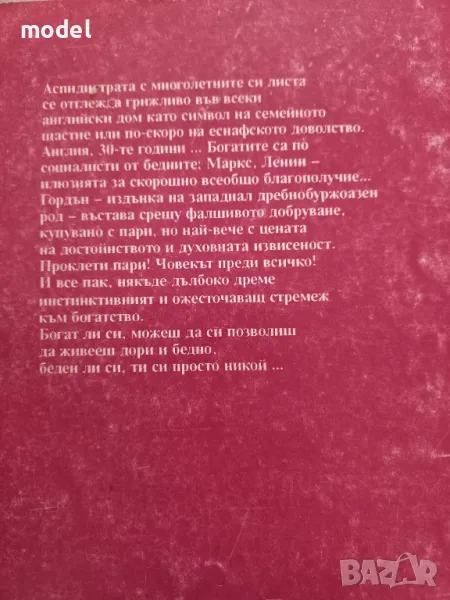 model
Аспидистрата с многолетните си листа
се отглежда грижливо във всеки
английски дом като символ на семейното
щастие или по-скоро на еснафското доволство.
Англия, 30-те години ... Богатите са по
социалисти от бедните; Маркс, Ленин –
илюзията за скорошно всеобщо благополучие...
Гордън – издънка на западнал дребнобуржоазен
род – въстава срещу фалшивото добруване,
купувано с пари, но най-вече с цената
на достойнството и духовната извисеност.
Проклети пари! Човекът преди всичко!
И все пак, някъде дълбоко дреме
инстинктивният и ожесточаващ стремеж
към богатство.
Богат ли си, можеш да си позволиш
да живееш дори и бедно,
беден ли си, ти си просто никой ...
BAZAR